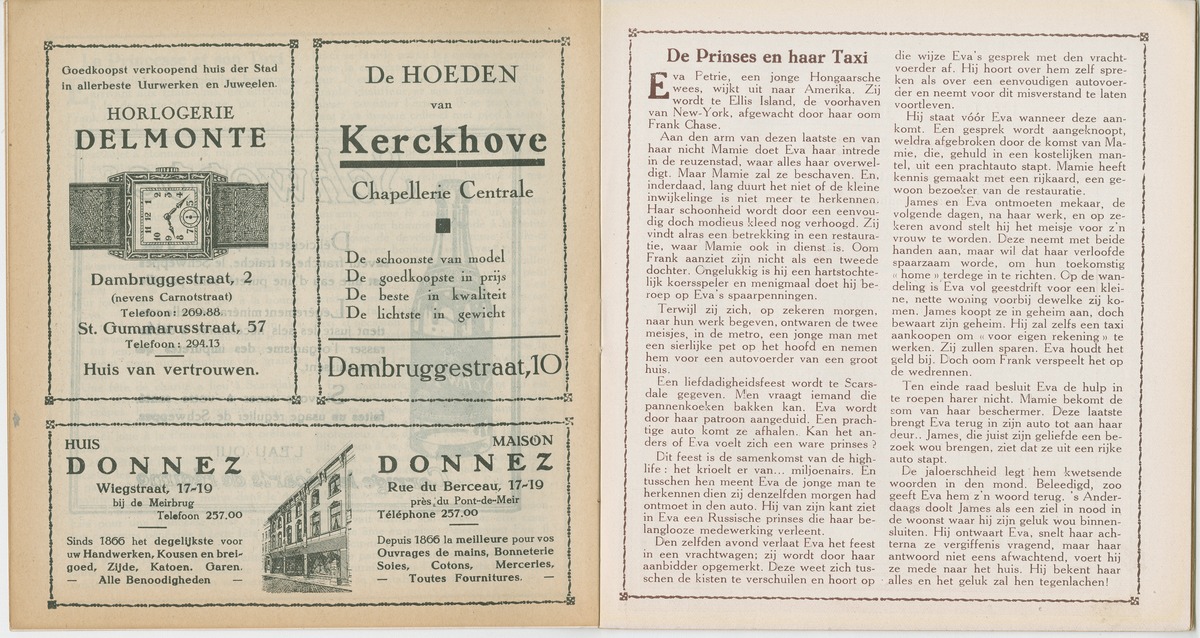 Goedkoopst verkoopend huis der Stad
in allerbeste Uurwerken en Juweelen.
HORLOGERIE
DELMONTE
Dambruggestraat, 2
(nevens Carnotstraat)
Telefoon: 269.88
St. Gummarusstraat, 57
Telefoon: 294.13
Huis van vertrouwen.
De HOEDEN
van
Kerckhove
Chapellerie Centrale
De schoonste van model
De goedkoopste in prijs
De beste in kwaliteit
De lichtste in gewicht
Dambruggestraat, 10
HUIS
DONNEZ
Wiegstraat, 17-19
bij de Meirbrug
Telefoon 257.00
Sinds 1866 het degelijkste voor
uw Handwerken, Kousen en brei-
goed, Zijde, Katoen. Garen.
— Alle Benoodigheden —
MAISON
DONNEZ
Rue du Berceau, 17-19
près du Pont-de-Meir
Téléphone 257.00
Depuis 1866 la meilleure pour vos
Ouvrages de mains, Bonneterie
Soies, Cotons, Merceries,
— Toutes Fournitures. —
De Prinses en haar Taxi
Eva Petrie, een jonge Hongaarsche
wees, wijkt uit naar Amerika. Zij
wordt te Ellis Island, de voorhaven
van New-York, afgewacht door haar oom
Frank Chase.
Aan den arm van dezen laatste en van
haar nicht Mamie doet Eva haar intrede
in de reuzenstad, waar alles haar overwel-
digt. Maar Mamie zal ze beschaven. En,
inderdaad, lang duurt het niet of de kleine
inwijkelinge is niet meer te herkennen.
Haar schoonheid wordt door een eenvou-
dig doch modieus kleed nog verhoogd. Zij
vindt alras een betrekking in een restaura-
tie, waar Mamie ook in dienst is. Oom
Frank aanziet zijn nicht als een tweede
dochter. Ongelukkig is hij een hartstochte-
lijk koersspeler en menigmaal doet hij be-
roep op Eva's spaarpenningen.
Terwijl zij zich, op zekeren morgen,
naar hun werk begeven, ontwaren de twee
meisjes, in de metro, een jonge man met
een sierlijke pet op het hoofd en nemen
hem voor een autovoerder van een groot
huis.
Een liefdadigheidsfeest wordt te Scars-
dale gegeven. Men vraagt iemand die
pannenkoeken bakken kan. Eva wordt
door haar patroon aangeduid. Een prach-
tige auto komt ze afhalen. Kan het an-
ders of Eva voelt zich een ware prinses ?
Dit feest is de samenkomst van de high-
life : het krioelt er van... miljoenairs. En
tusschen hen meent Eva de jonge man te
herkennen dien zij denzelfden morgen had
ontmoet in den auto. Hij van zijn kant ziet
in Eva een Russische prinses die haar be-
langlooze medewerking verleent.
Den zelfden avond verlaat Eva het feest
in een vrachtwagen; zij wordt door haar
aanbidder opgemerkt. Deze weet zich tus-
schen de kisten te verschuilen en hoort op
die wijze Eva's gesprek met den vracht-
voerder af. Hij hoort over hem zelf spre-
ken als over een eenvoudigen autovoer-
der en neemt voor dit misverstand te laten
voortleven.
Hij staat vóór Eva wanneer deze aan-
komt. Een gesprek wordt aangeknoopt,
weldra afgebroken door de komst van Ma-
mie, die, gehuld in een kostelijken man-
tel, uit een prachtauto stapt. Mamie heeft
kennis gemaakt met een rijkaard, een ge-
woon bezoeker van de restauratie.
James en Eva ontmoeten mekaar, de
volgende dagen, na haar werk, en op ze-
keren avond stelt hij het meisje voor z'n
vrouw te worden. Deze neemt met beide
handen aan, maar wil dat haar verloofde
spaarzaam worde, om hun toekomstig
« home » terdege in te richten. Op de wan-
deling is Eva vol geestdrift voor een klei-
ne, nette woning voorbij dewelke zij ko-
men. James koopt ze in geheim aan, doch
bewaart zijn geheim. Hij zal zelfs een taxi
aankoopen om « voor eigen rekening » te
werken. Zij zullen sparen. Eva houdt het
geld bij. Doch oom Frank verspeelt het op
de wedrennen.
Ten einde raad besluit Eva de hulp in
te roepen harer nicht. Mamie bekomt de
som van haar beschermer. Deze laatste
brengt Eva terug in zijn auto tot aan haar
deur.. James, die juist zijn geliefde een be-
zoek wou brengen, ziet dat ze uit een rijke
auto stapt.
De jaloerschheid legt hem kwetsende
woorden in den mond. Beleedigd, zoo
geeft Eva hem z'n woord terug. 's Ander-
daags doolt James als een ziel in nood in
de woonst waar hij zijn geluk wou binnen-
sluiten. Hij ontwaart Eva, snelt haar ach-
terna ze vergiffenis vragend, maar haar
antwoord niet eens afwachtend, voert hij
ze mede naar het huis. Hij bekent haar
alles en het geluk zal hen tegenlachen!